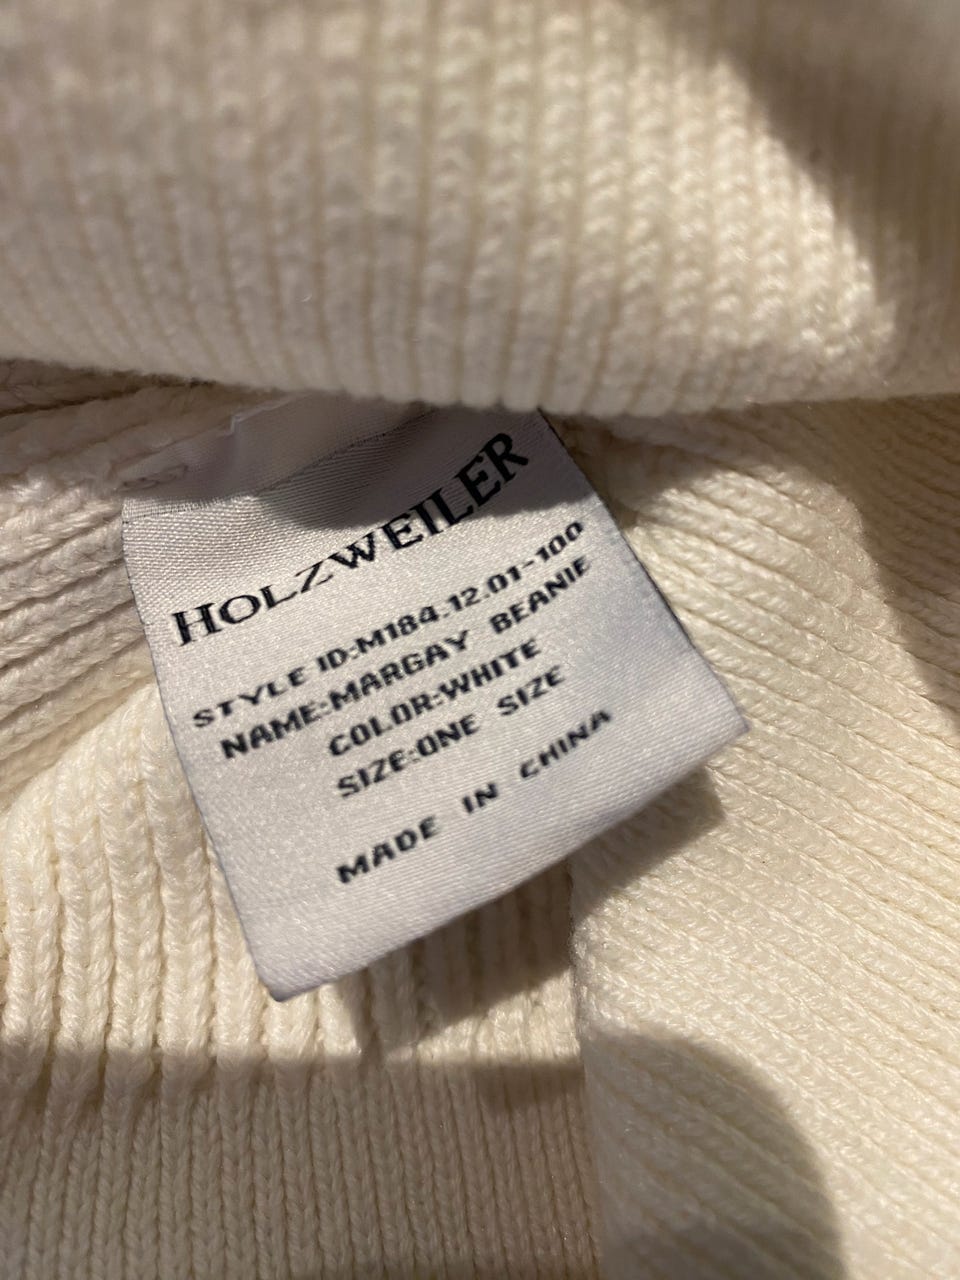 HOLZWEILER
STYLE ID:M184.12.01-100
NAME:MARGAY BEANIE
COLOR:WHITE
SIZE:ONE SIZE
MADE IN CHINA